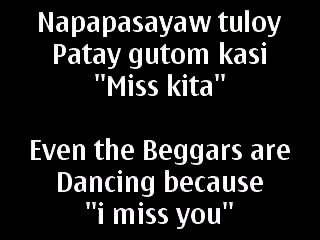 Napapasayaw tuloy
Patay gutom kasi
"Miss kita"
Even the Beggars are
Dancing because
"i miss you"